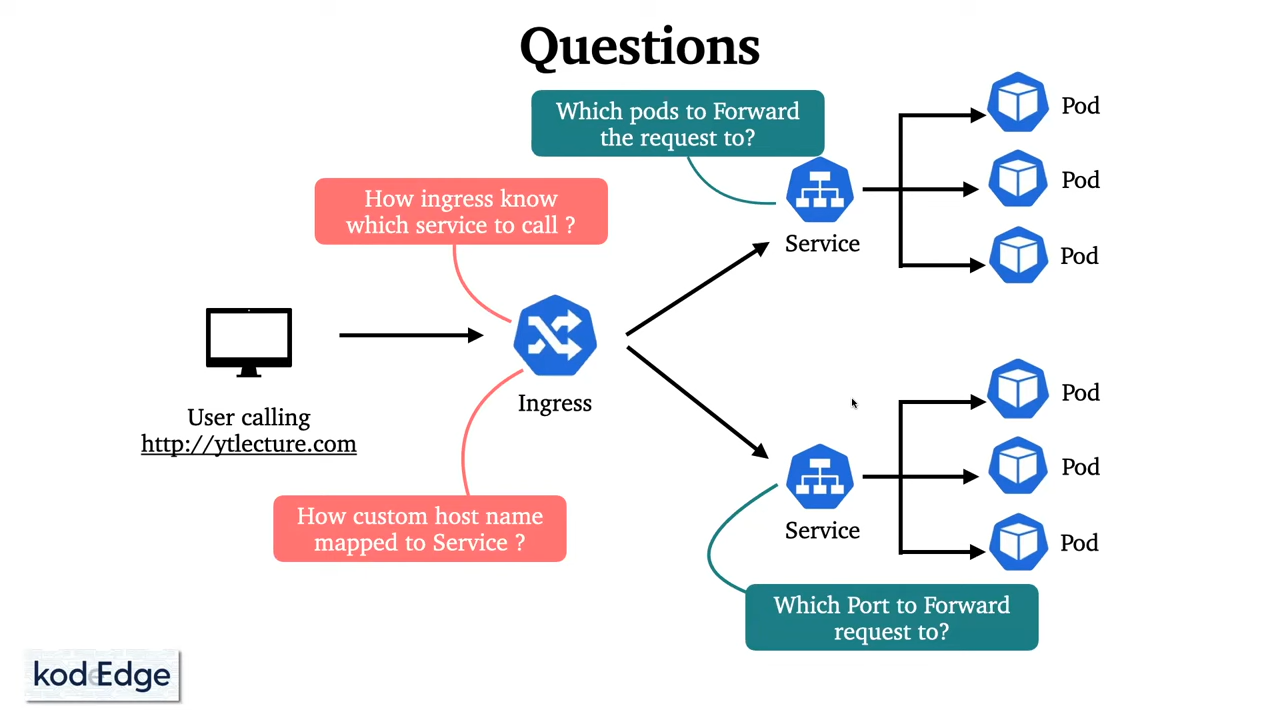 Questions
Which pods to Forward
the request to?
Pod
Pod
Pod
How ingress know
which service to call ?
Service
User calling
http://ytlecture.com
Ingress
Pod
Pod
Pod
Service
How custom host name
mapped to Service ?
Which Port to Forward
request to?
kodeEdge